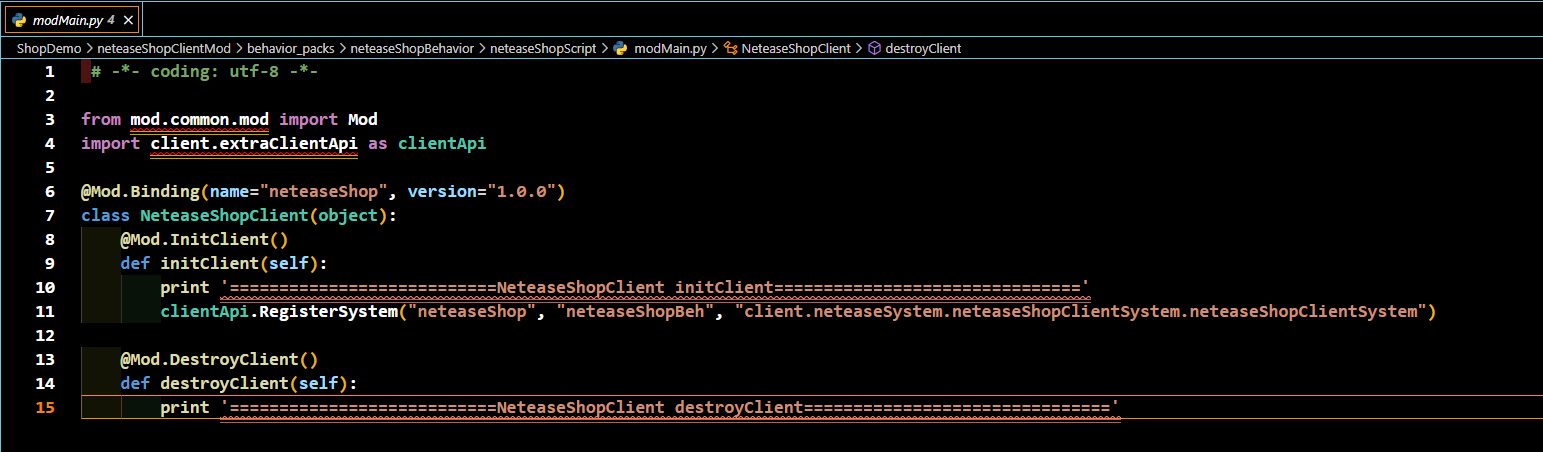 modMain.py 4
ShopDemo > neteaseShopClientMod > behavior_packs > neteaseShopBehavior > neteaseShopScript > modMain.py > NeteaseShopClient > destroyClient
1 # -*- coding: utf-8 -*-
2
3 from mod.common.mod import Mod
4 import client.extraClientApi as clientApi
5
6 @Mod.Binding(name="neteaseShop", version="1.0.0")
7 class NeteaseShopClient(object):
8 @Mod.InitClient()
9 def initClient(self):
10 print '===========================NeteaseShopClient initClient==============================='
11 clientApi.RegisterSystem("neteaseShop", "neteaseShopBeh", "client.neteaseSystem.neteaseShopClientSystem.neteaseShopClientSystem")
12
13 @Mod.DestroyClient()
14 def destroyClient(self):
15 print '===========================NeteaseShopClient destroyClient==============================='